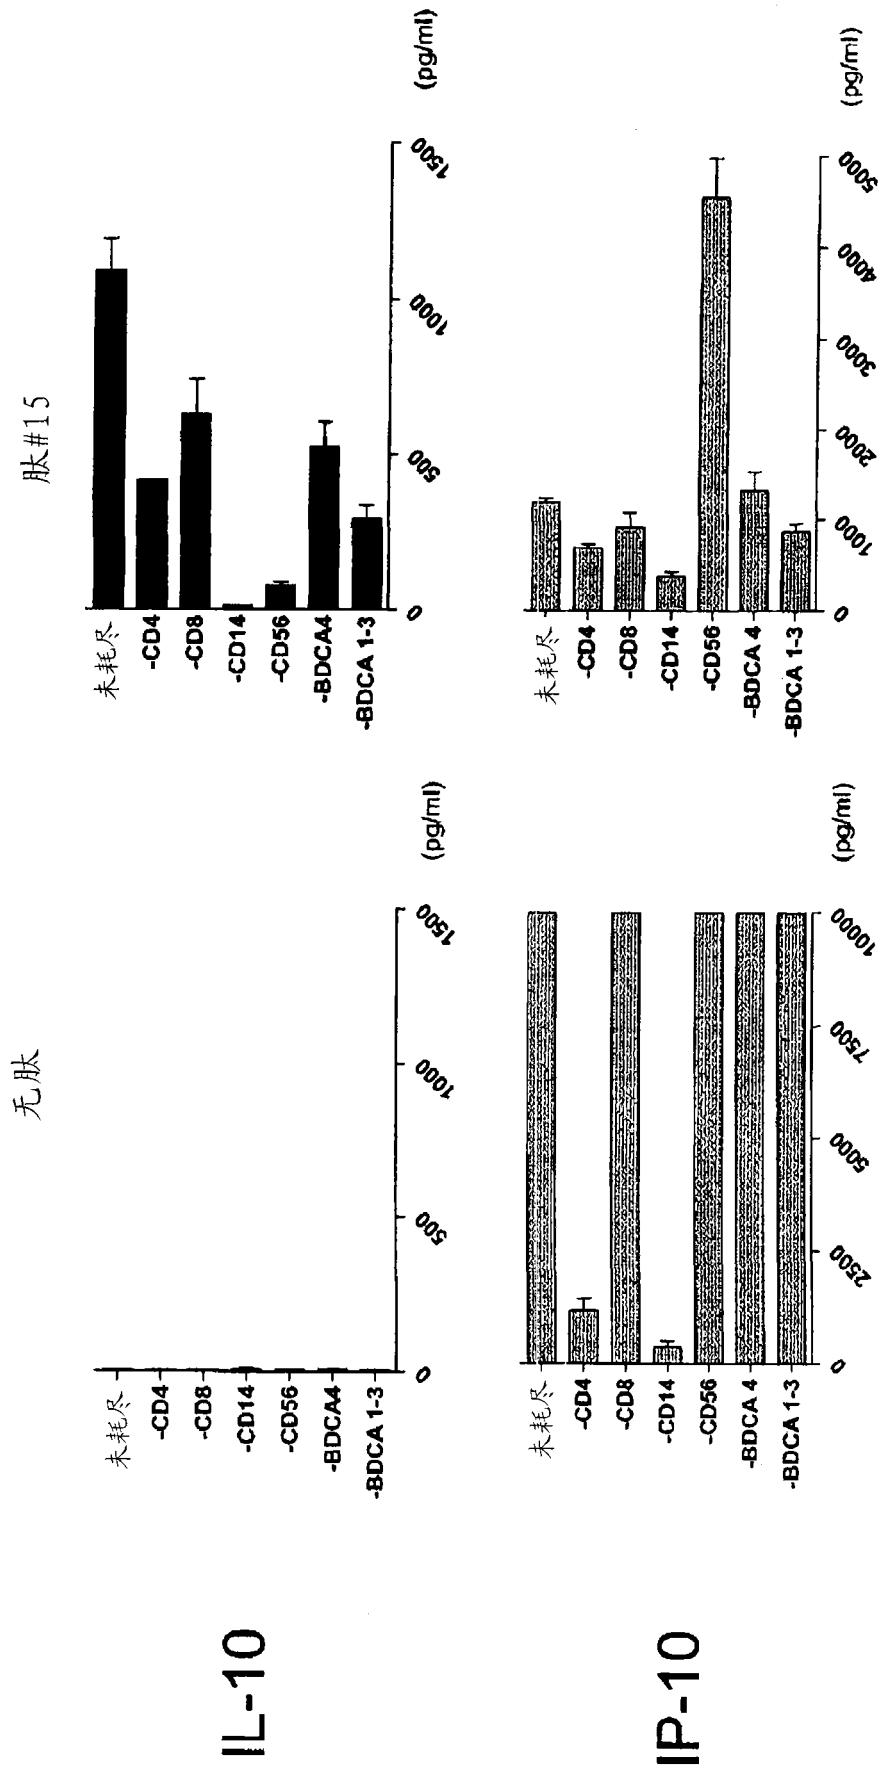 无肽
肽#15
IL-10
未耗尽
-CD4
-CD8
-CD14
-CD56
-BDCA4
-BDCA 1-3
0
500
1000
1500
(pg/ml)
未耗尽
-CD4
-CD8
-CD14
-CD56
-BDCA4
-BDCA 1-3
0
500
1000
1500
(pg/ml)
IP-10
未耗尽
-CD4
-CD8
-CD14
-CD56
-BDCA 4
-BDCA 1-3
0
2500
5000
7500
10000
(pg/ml)
未耗尽
-CD4
-CD8
-CD14
-CD56
-BDCA 4
-BDCA 1-3
0
1000
2000
3000
4000
5000
(pg/ml)